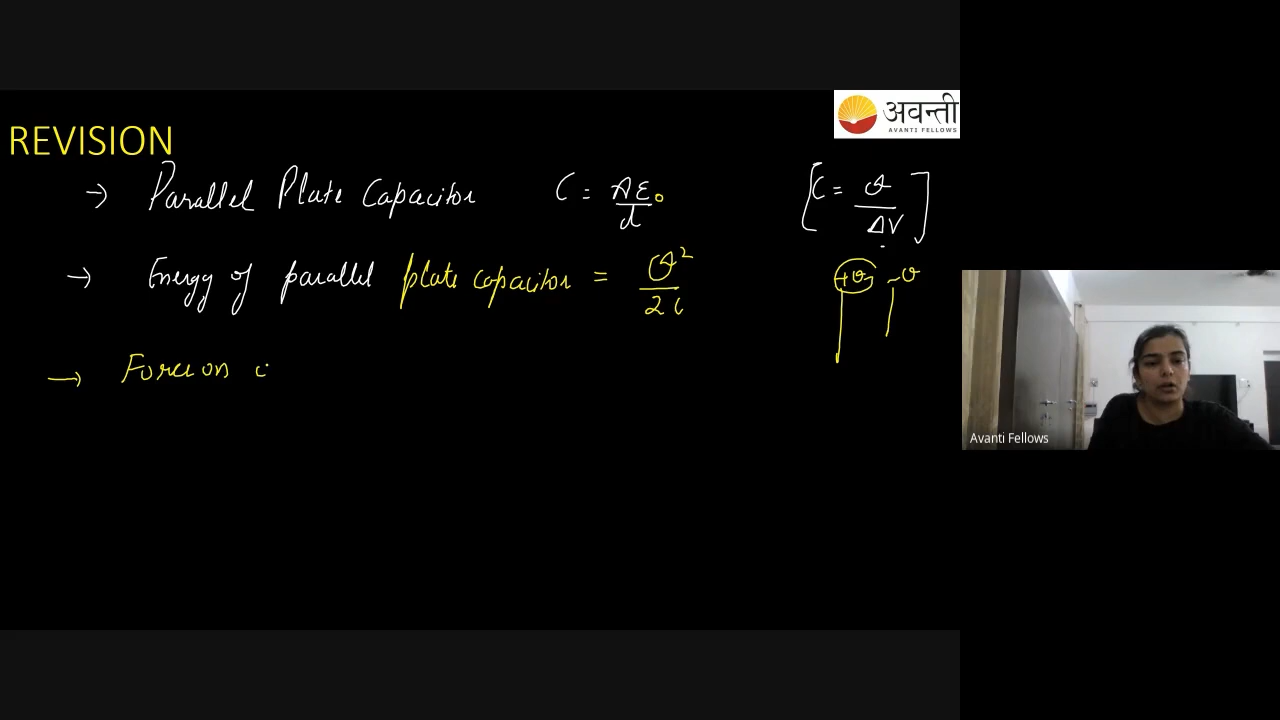 अवन्ती
AVANTI FELLOWS
REVISION
→ Parallel Plate Capacitor C = Aε₀/d [C = Q/ΔV]
→ Energy of parallel plate capacitor = Q²/2C
+Q -Q
→ Force on
Avanti Fellows